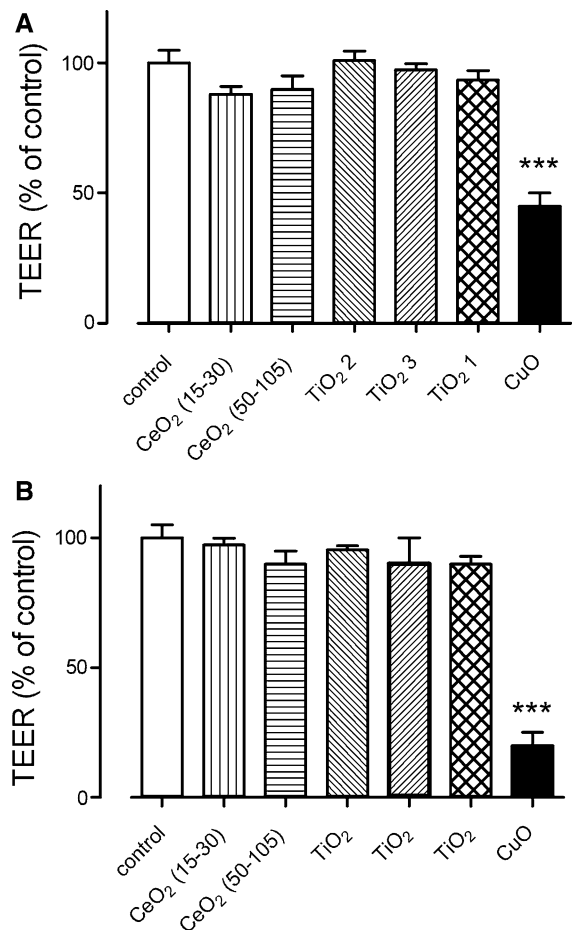 A
TEER (% of control)
100
50
0
***
control
CeO₂ (15-30)
CeO₂ (50-105)
TiO₂ 2
TiO₂ 3
TiO₂ 1
CuO
B
TEER (% of control)
100
50
0
***
control
CeO₂ (15-30)
CeO₂ (50-105)
TiO₂
TiO₂
TiO₂
CuO